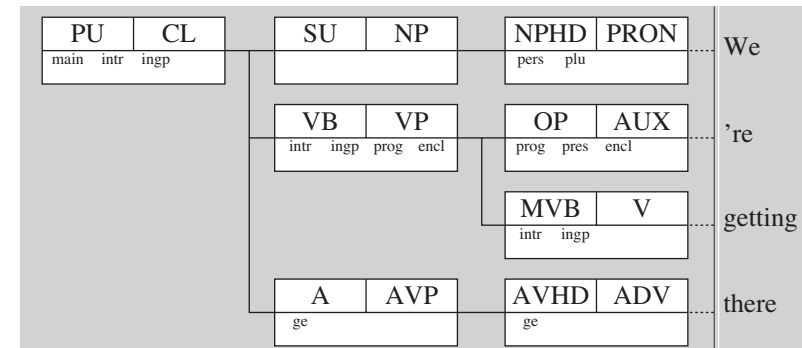 PU CL SU NP NPHD PRON We
main intr ingp pers plu
VB VP OP AUX 're
intr ingp prog encl prog pres encl
MVB V getting
intr ingp
A AVP AVHD ADV there
ge ge